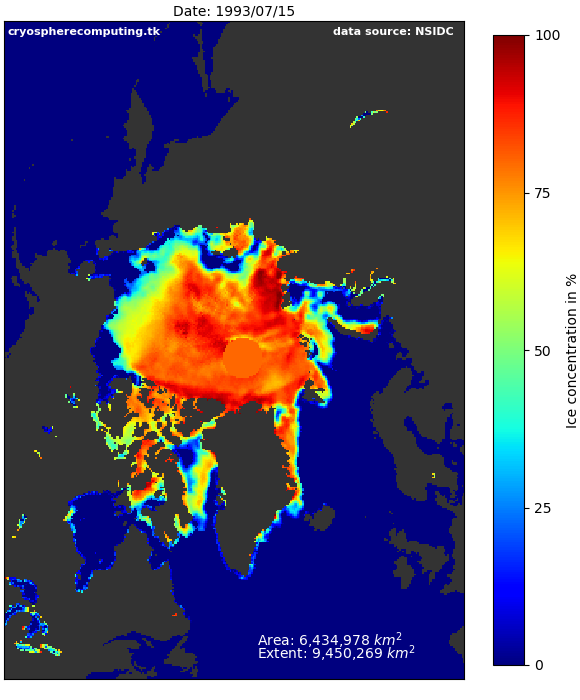 Date: 1993/07/15
cryospherecomputing.tk data source: NSIDC
100
75
50
25
0
Ice concentration in %
Area: 6,434,978 km²
Extent: 9,450,269 km²